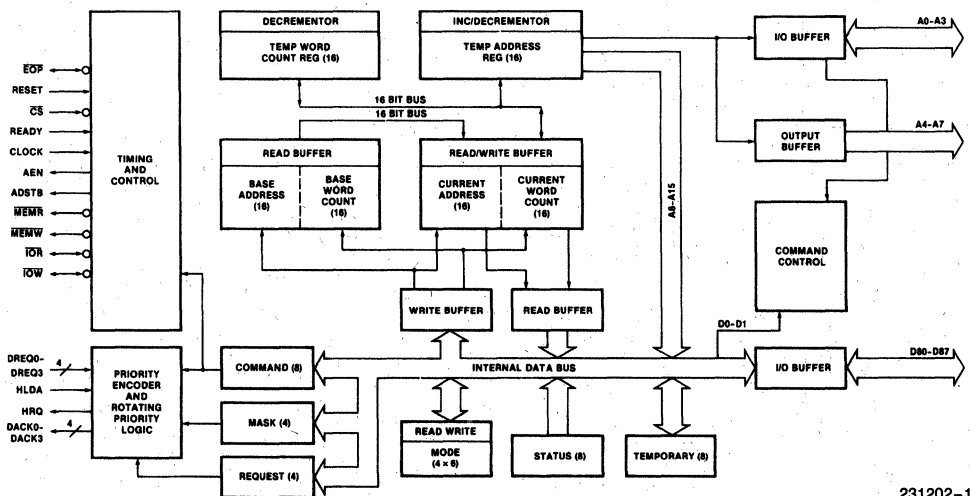 DECREMENTOR
TEMP WORD
COUNT REG (16)
INC/DECREMENTOR
TEMP ADDRESS
REG (16)
I/O BUFFER
A0-A3
EOP
RESET
CS
READY
CLOCK
AEN
ADSTB
MEMR
MEMW
IOR
IOW
TIMING
AND
CONTROL
16 BIT BUS
16 BIT BUS
READ BUFFER
BASE
ADDRESS
(16)
BASE
WORD
COUNT
(16)
READ/WRITE BUFFER
CURRENT
ADDRESS
(16)
CURRENT
WORD
COUNT
(16)
A8-A15
OUTPUT
BUFFER
A4-A7
COMMAND
CONTROL
WRITE BUFFER
READ BUFFER
D0-D1
DREQ0-
DREQ3
4
HLDA
HRQ
DACK0-
DACK3
4
PRIORITY
ENCODER
AND
ROTATING
PRIORITY
LOGIC
COMMAND (8)
MASK (4)
REQUEST (4)
INTERNAL DATA BUS
I/O BUFFER
DB0-DB7
READ WRITE
MODE
(4 × 6)
STATUS (8)
TEMPORARY (8)
231202-1